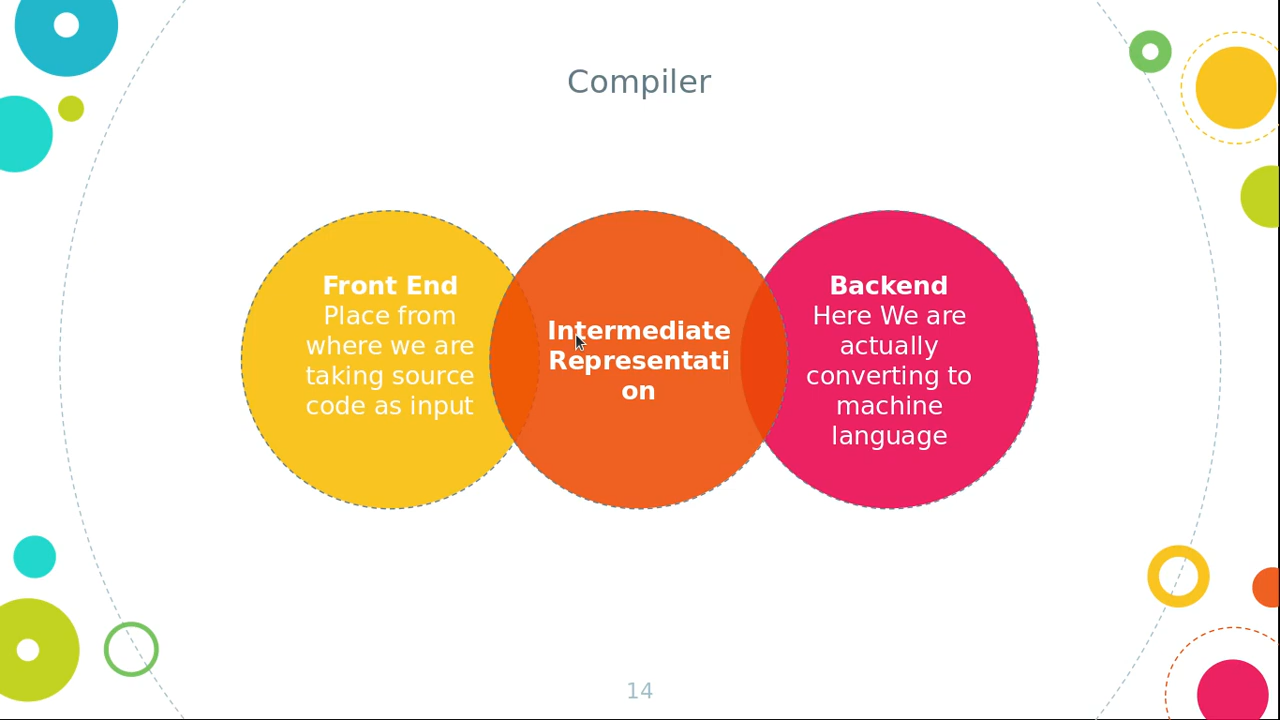 Compiler
Front End
Place from
where we are
taking source
code as input
Intermediate
Representati
on
Backend
Here We are
actually
converting to
machine
language
14